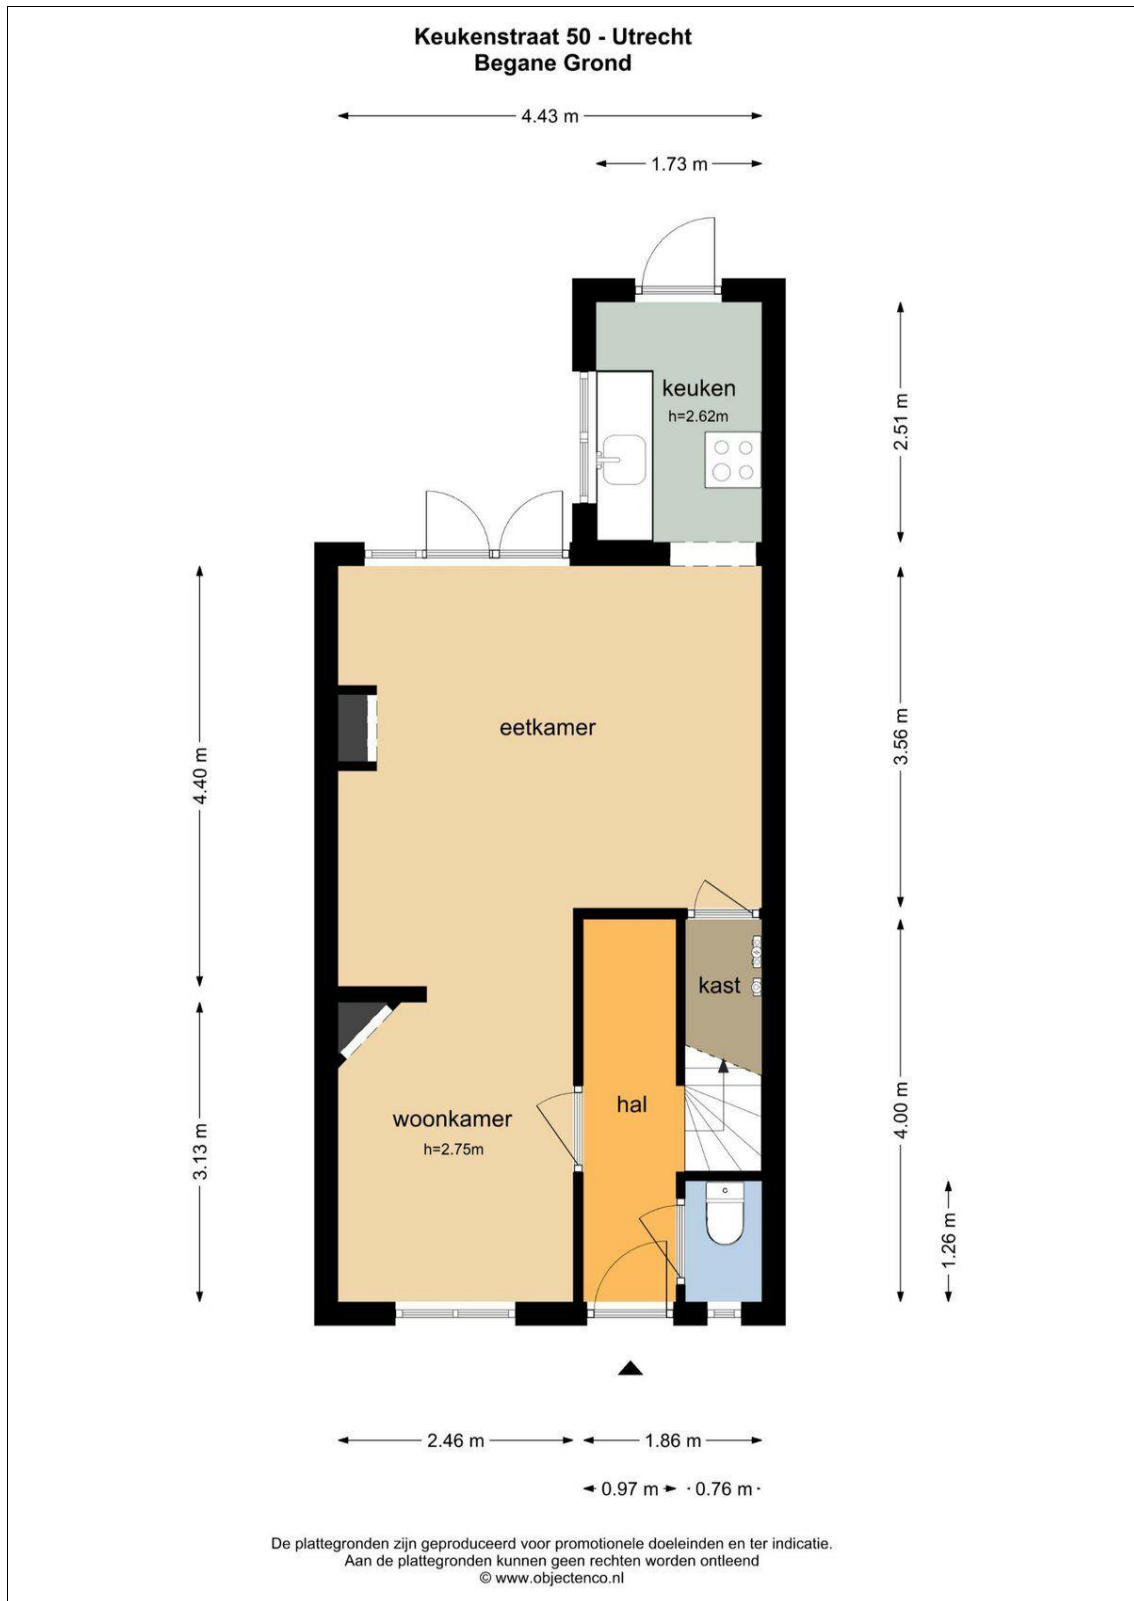 Keukenstraat 50 - Utrecht
Begane Grond
4.43 m
1.73 m
keuken
h=2.62m
2.51 m
eetkamer
4.40 m
3.56 m
kast
hal
woonkamer
h=2.75m
3.13 m
4.00 m
1.26 m
2.46 m
1.86 m
0.97 m
0.76 m
De plattegronden zijn geproduceerd voor promotionele doeleinden en ter indicatie.
Aan de plattegronden kunnen geen rechten worden ontleend
© www.objectenco.nl